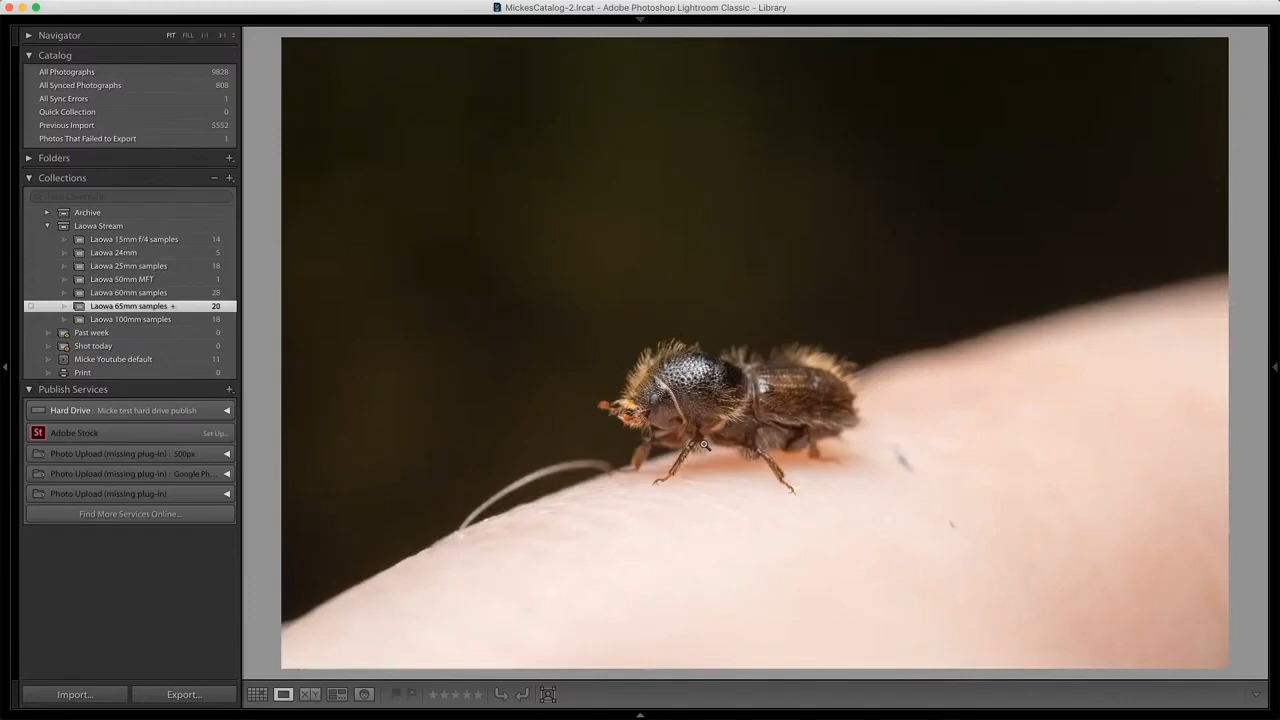 MickesCatalog-2.lrcat - Adobe Photoshop Lightroom Classic - Library
Navigator FIT FILL 1:1 3:1
Catalog
All Photographs 9828
All Synced Photographs 808
All Sync Errors 1
Quick Collection 0
Previous Import 5552
Photos That Failed to Export 1
Folders
Collections
Archive
Laowa Stream
Laowa 15mm f/4 samples 14
Laowa 24mm 5
Laowa 25mm samples 18
Laowa 50mm MFT 1
Laowa 60mm samples 28
Laowa 65mm samples + 20
Laowa 100mm samples 18
Past week 0
Shot today 0
Micke Youtube default 11
Print 0
Publish Services
Hard Drive : Micke test hard drive publish
St Adobe Stock Set Up...
Photo Upload (missing plug-in) : 500px
Photo Upload (missing plug-in) : Google Ph...
Photo Upload (missing plug-in)
Find More Services Online...
Import... Export...
XY